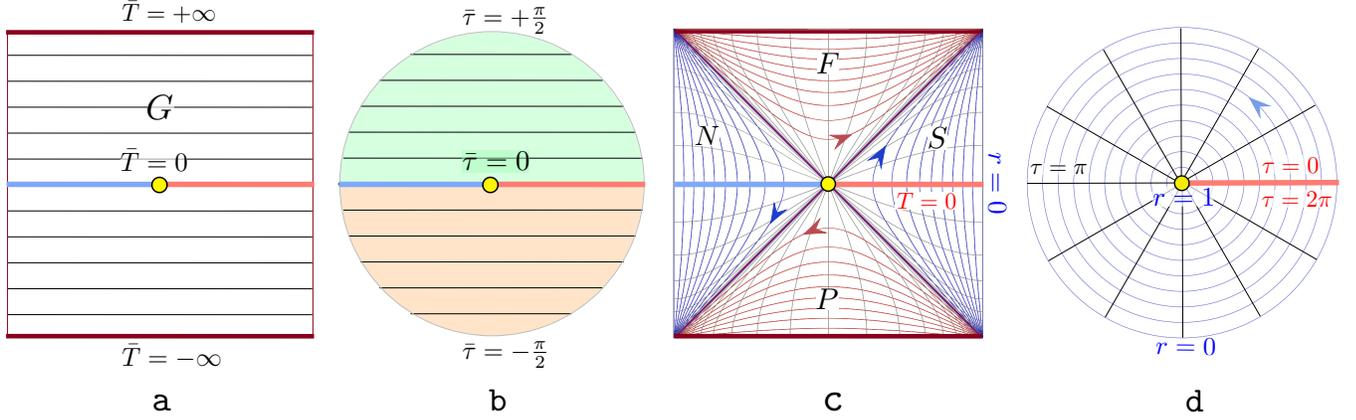 T̄ = +∞
G
T̄ = 0
T̄ = −∞
a
τ̄ = +π/2
τ̄ = 0
τ̄ = −π/2
b
F
N
S
T = 0
r = 0
P
c
τ = π
τ = 0
r = 1
τ = 2π
r = 0
d